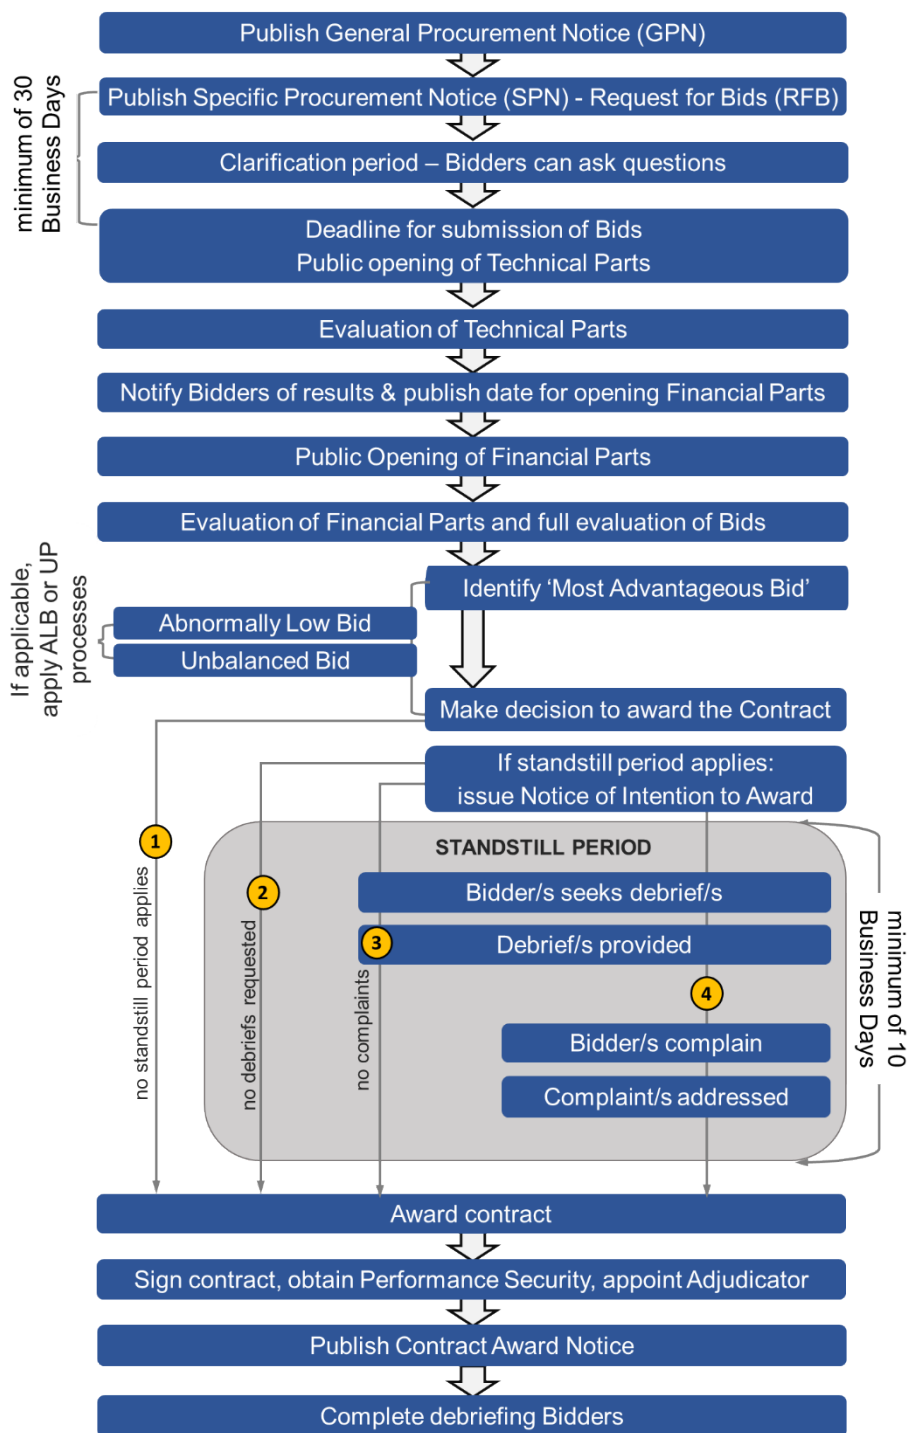 Publish General Procurement Notice (GPN)
minimum of 30
Business Days
Publish Specific Procurement Notice (SPN) - Request for Bids (RFB)
Clarification period – Bidders can ask questions
Deadline for submission of Bids
Public opening of Technical Parts
Evaluation of Technical Parts
Notify Bidders of results & publish date for opening Financial Parts
Public Opening of Financial Parts
Evaluation of Financial Parts and full evaluation of Bids
If applicable,
apply ALB or UP
processes
Identify ‘Most Advantageous Bid’
Abnormally Low Bid
Unbalanced Bid
Make decision to award the Contract
If standstill period applies:
issue Notice of Intention to Award
1
no standstill period applies
STANDSTILL PERIOD
2
no debriefs requested
Bidder/s seeks debrief/s
3
no complaints
Debrief/s provided
4
Bidder/s complain
Complaint/s addressed
minimum of 10
Business Days
Award contract
Sign contract, obtain Performance Security, appoint Adjudicator
Publish Contract Award Notice
Complete debriefing Bidders